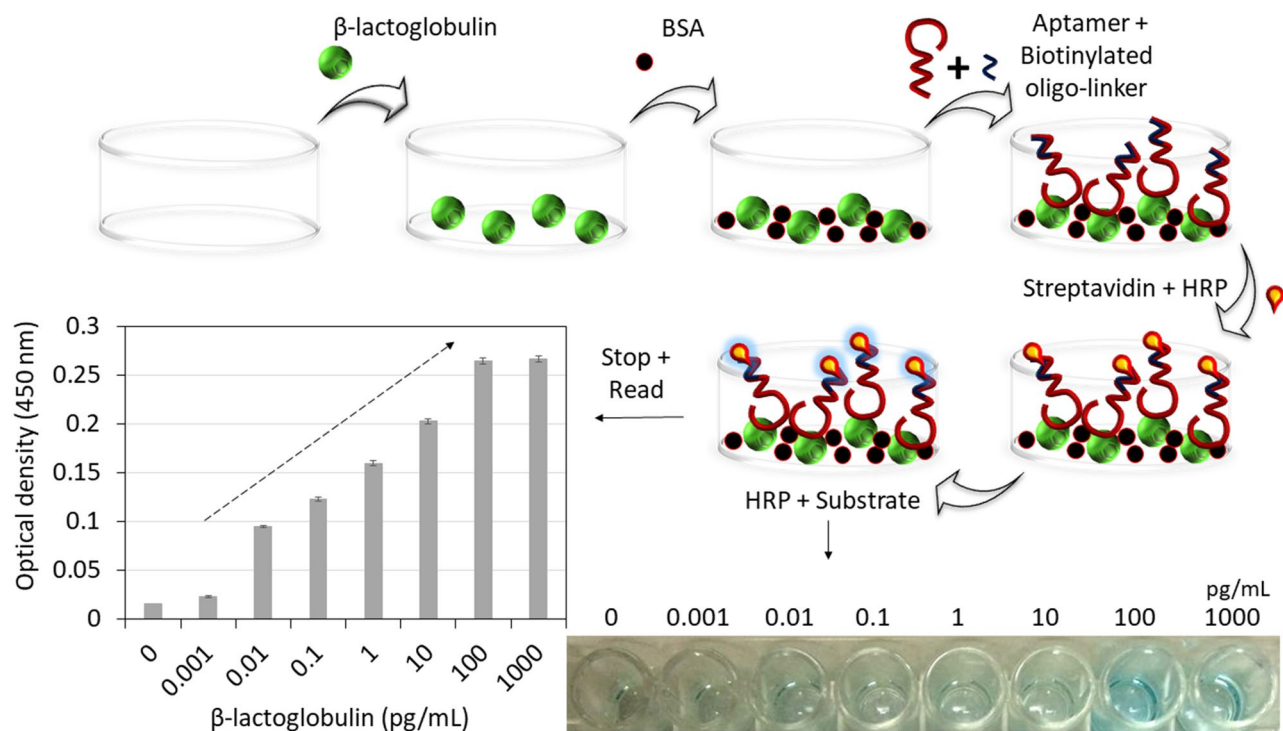 β-lactoglobulin
BSA
+
Aptamer +
Biotinylated
oligo-linker
Streptavidin + HRP
HRP + Substrate
Stop +
Read
Optical density (450 nm)
0.3
0.25
0.2
0.15
0.1
0.05
0
0 0.001 0.01 0.1 1 10 100 1000
β-lactoglobulin (pg/mL)
pg/mL
0 0.001 0.01 0.1 1 10 100 1000